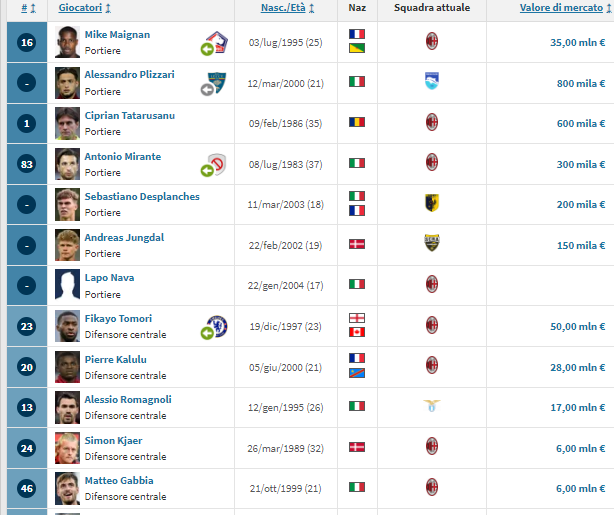 # Giocatori Nasc./Età Naz Squadra attuale Valore di mercato
16 Mike Maignan 03/lug/1995 (25) 35,00 mln €
Portiere
- Alessandro Plizzari 12/mar/2000 (21) 800 mila €
Portiere
1 Ciprian Tatarusanu 09/feb/1986 (35) 600 mila €
Portiere
83 Antonio Mirante 08/lug/1983 (37) 300 mila €
Portiere
- Sebastiano Desplanches 11/mar/2003 (18) 200 mila €
Portiere
- Andreas Jungdal 22/feb/2002 (19) 150 mila €
Portiere
- Lapo Nava 22/gen/2004 (17)
Portiere
23 Fikayo Tomori 19/dic/1997 (23) 50,00 mln €
Difensore centrale
20 Pierre Kalulu 05/giu/2000 (21) 28,00 mln €
Difensore centrale
13 Alessio Romagnoli 12/gen/1995 (26) 17,00 mln €
Difensore centrale
24 Simon Kjaer 26/mar/1989 (32) 6,00 mln €
Difensore centrale
46 Matteo Gabbia 21/ott/1999 (21) 6,00 mln €
Difensore centrale